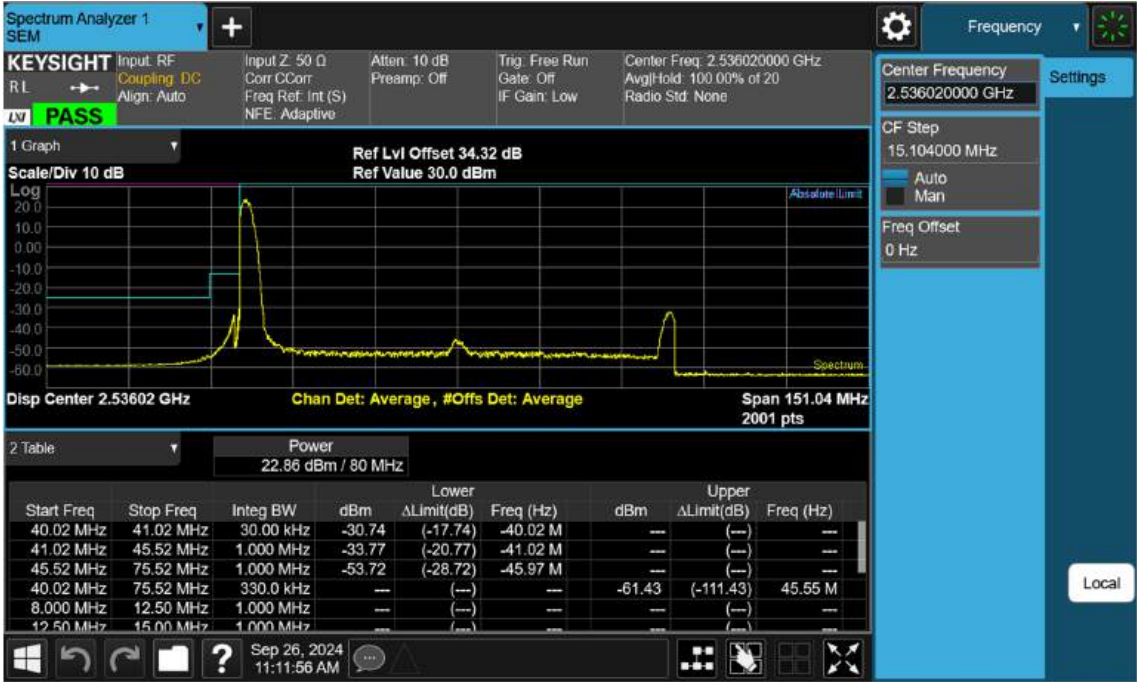 Spectrum Analyzer 1
SEM
Frequency
KEYSIGHT Input: RF
R L
Coupling: DC
Align: Auto
LXI PASS
Input Z: 50 Ω
Corr CCorr
Freq Ref: Int (S)
NFE: Adaptive
Atten: 10 dB
Preamp: Off
Trig: Free Run
Gate: Off
IF Gain: Low
Center Freq: 2.536020000 GHz
Avg|Hold: 100.00% of 20
Radio Std: None
Center Frequency
2.536020000 GHz
Settings
CF Step
15.104000 MHz
Auto
Man
Freq Offset
0 Hz
1 Graph
Scale/Div 10 dB
Ref Lvl Offset 34.32 dB
Ref Value 30.0 dBm
Log
Absolute Limit
20.0
10.0
0.00
-10.0
-20.0
-30.0
-40.0
-50.0
-60.0
Spectrum
Disp Center 2.53602 GHz
Chan Det: Average, #Offs Det: Average
Span 151.04 MHz
2001 pts
2 Table
Power
22.86 dBm / 80 MHz
Lower Upper
Start Freq Stop Freq Integ BW dBm ΔLimit(dB) Freq (Hz) dBm ΔLimit(dB) Freq (Hz)
40.02 MHz 41.02 MHz 30.00 kHz -30.74 (-17.74) -40.02 M --- (---) ---
41.02 MHz 45.52 MHz 1.000 MHz -33.77 (-20.77) -41.02 M --- (---) ---
45.52 MHz 75.52 MHz 1.000 MHz -53.72 (-28.72) -45.97 M --- (---) ---
40.02 MHz 75.52 MHz 330.0 kHz --- (---) --- -61.43 (-111.43) 45.55 M
8.000 MHz 12.50 MHz 1.000 MHz --- (---) --- --- (---) ---
12.50 MHz 15.00 MHz 1.000 MHz --- (---) --- --- (---) ---
Local
? Sep 26, 2024
11:11:56 AM